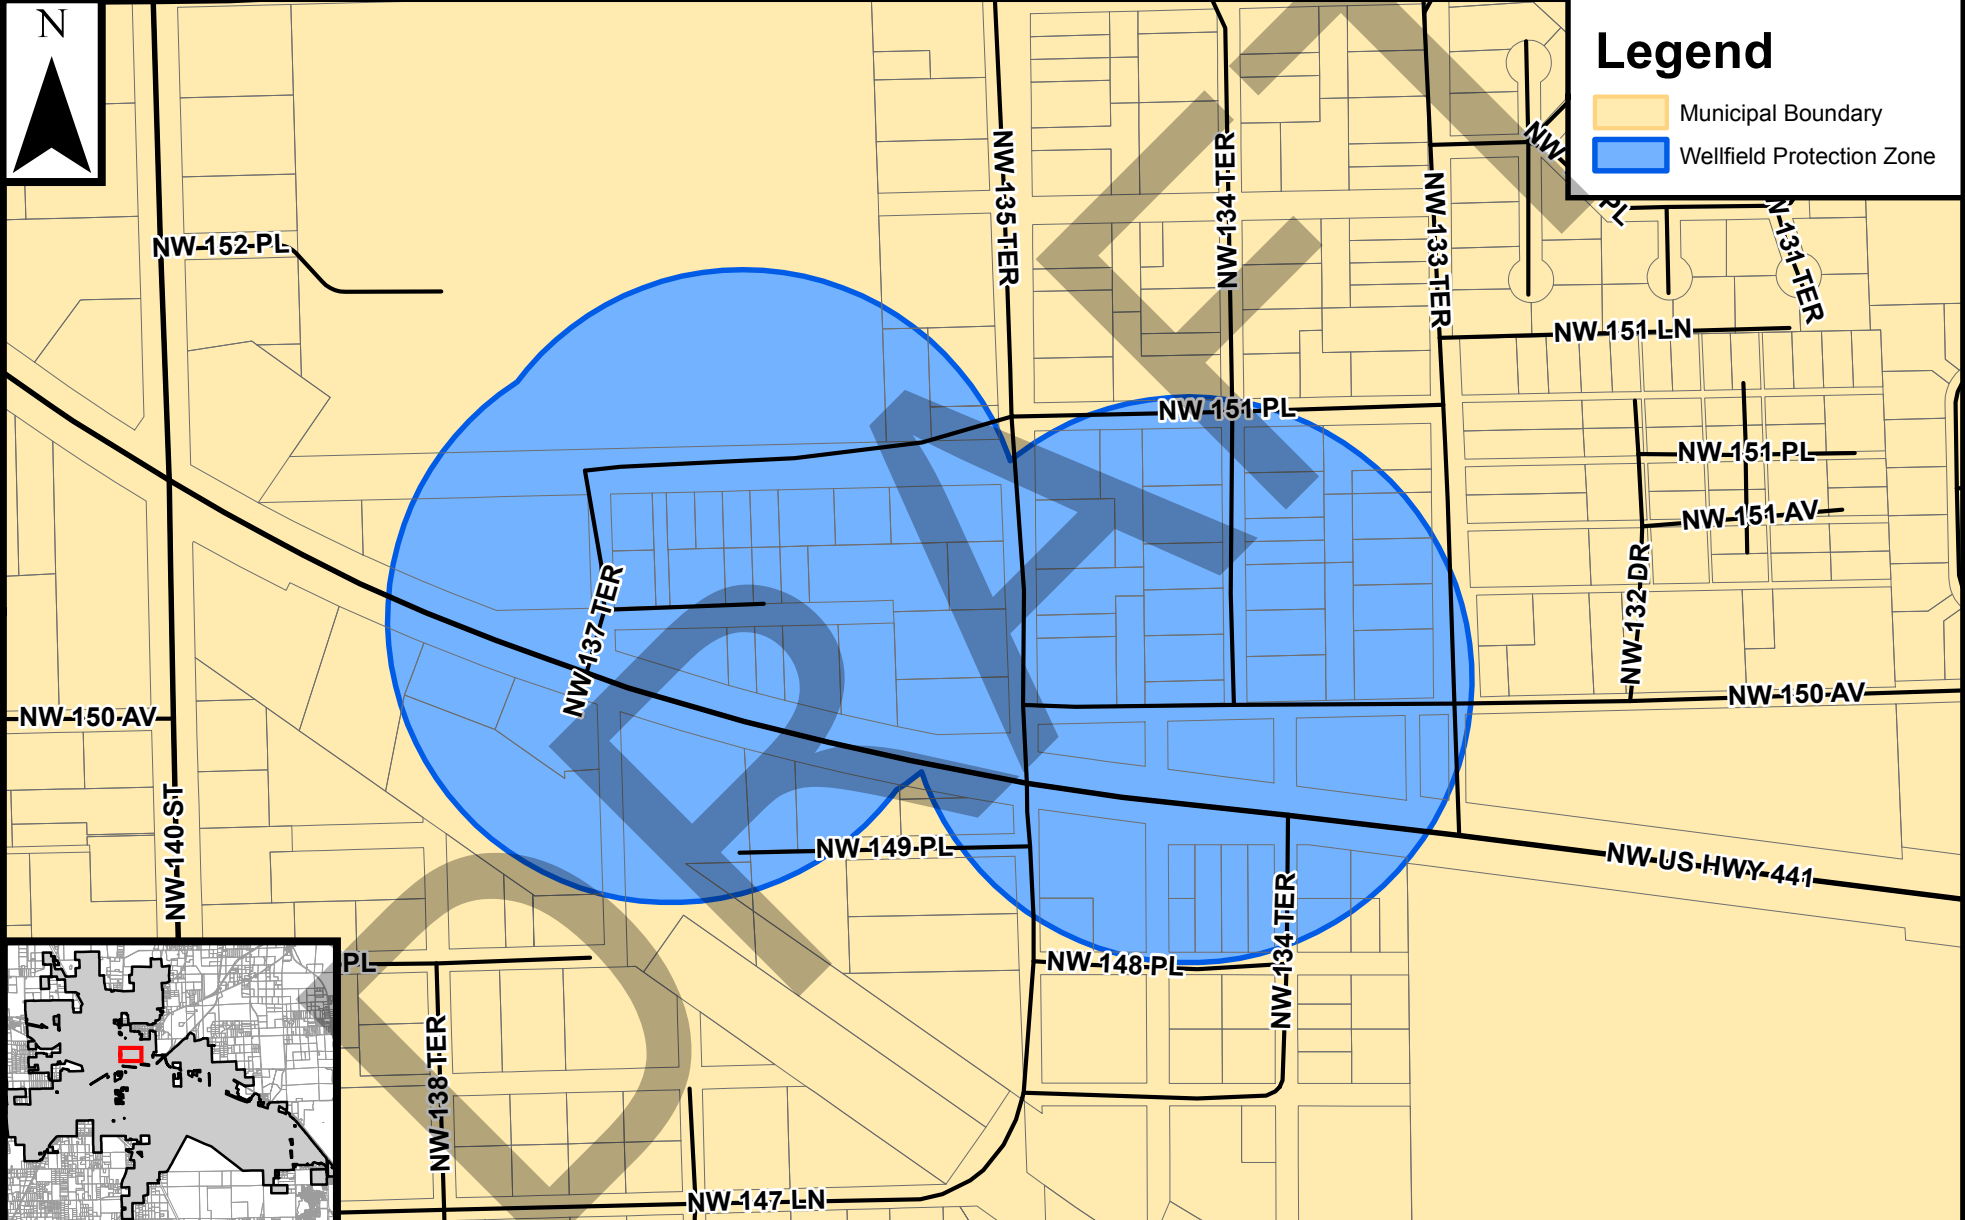 N
Legend
Municipal Boundary
Wellfield Protection Zone
NW 135 TER
NW 134 TER
NW 133 TER
NW
PL
131 TER
NW 152 PL
NW 151 LN
NW 151 PL
NW 151 PL
NW 151 AV
NW 132 DR
NW 137 TER
NW 150 AV
NW 150 AV
NW 140 ST
NW 149 PL
NW US HWY 441
NW 134 TER
PL
NW 148 PL
NW 138 TER
NW 147 LN
DRAFT